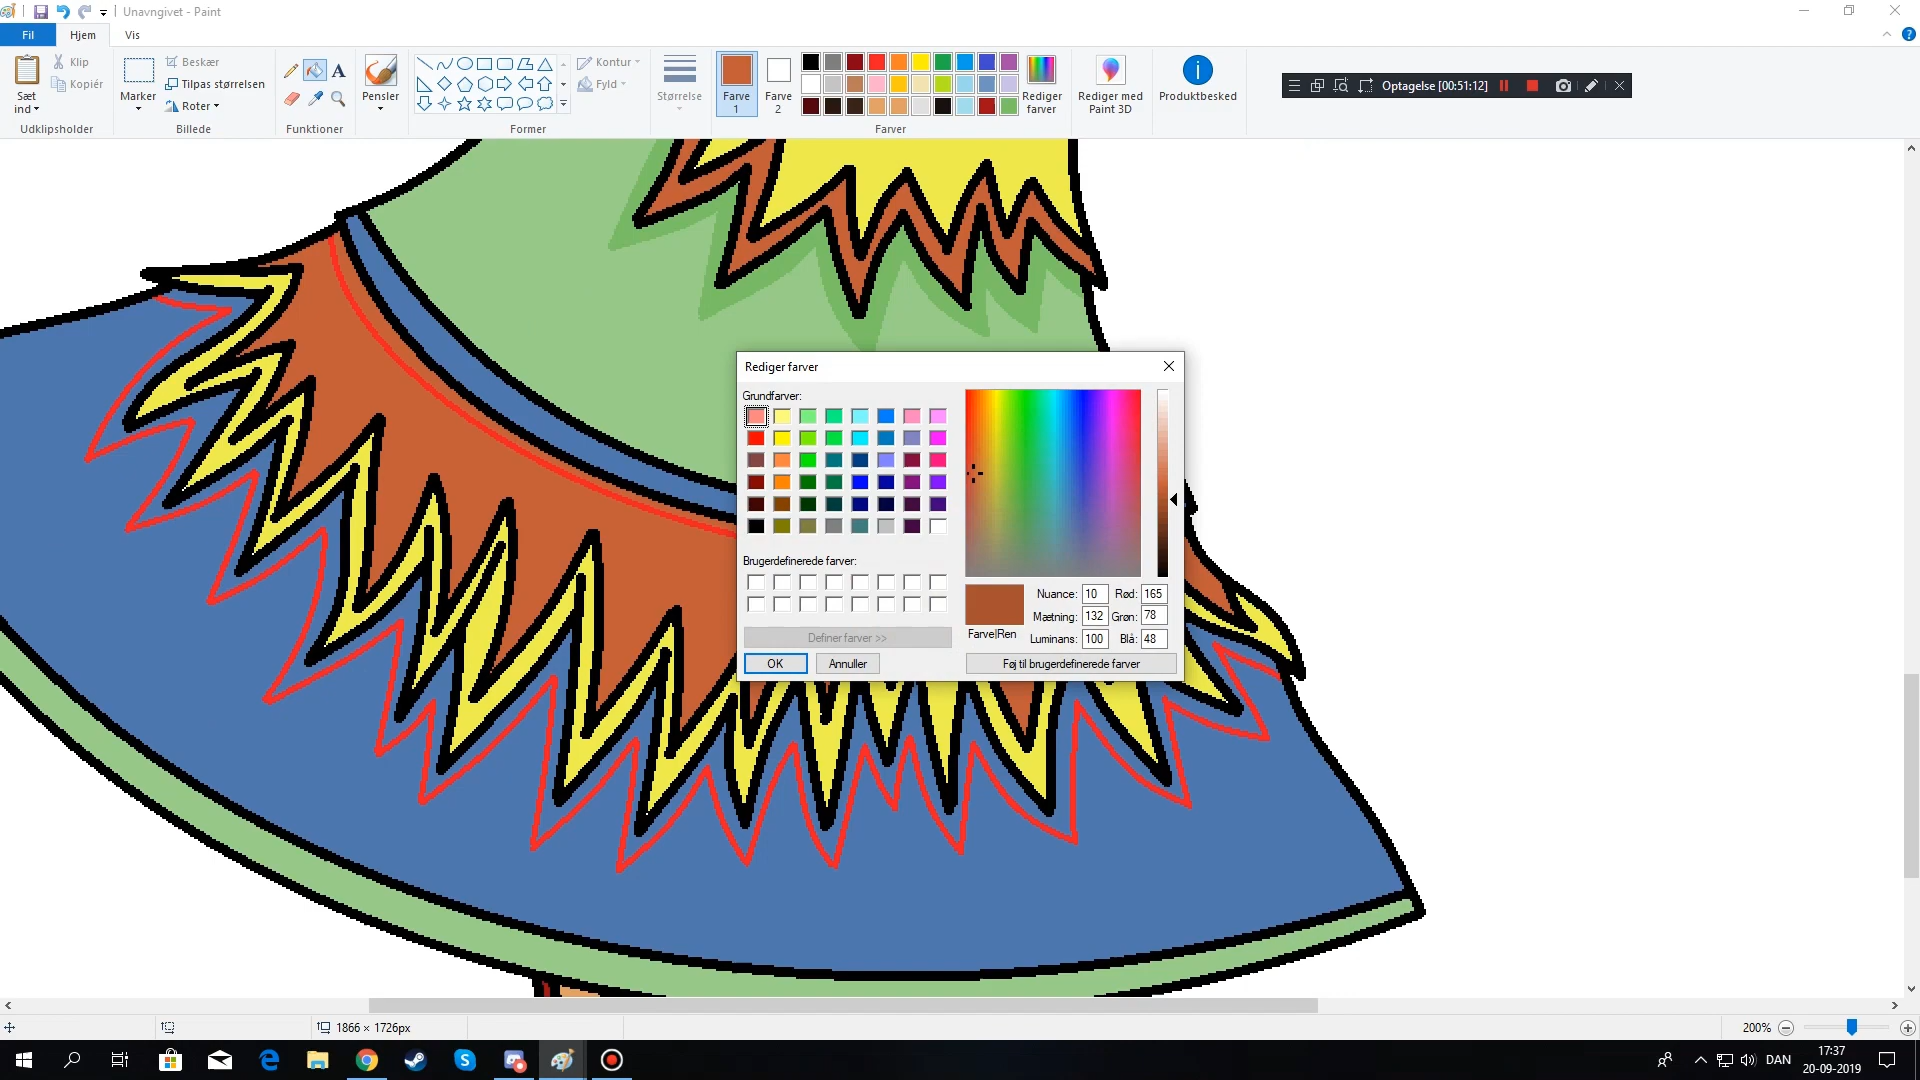 Unavngivet - Paint
Fil Hjem Vis
Klip
Kopiér
Sæt
ind
Udklipsholder
Marker
Beskær
Tilpas størrelsen
Roter
Billede
A
Funktioner
Pensler
Kontur
Fyld
Former
Størrelse
Farve
1
Farve
2
Rediger
farver
Farver
Rediger med
Paint 3D
Produktbesked
Optagelse [00:51:12]
Rediger farver
Grundfarver:
Brugerdefinerede farver:
Definer farver >>
OK Annuller
Farve|Ren
Nuance: 10 Rød: 165
Mætning: 132 Grøn: 78
Luminans: 100 Blå: 48
Føj til brugerdefinerede farver
1866 × 1726px
200%
DAN
17:37
20-09-2019